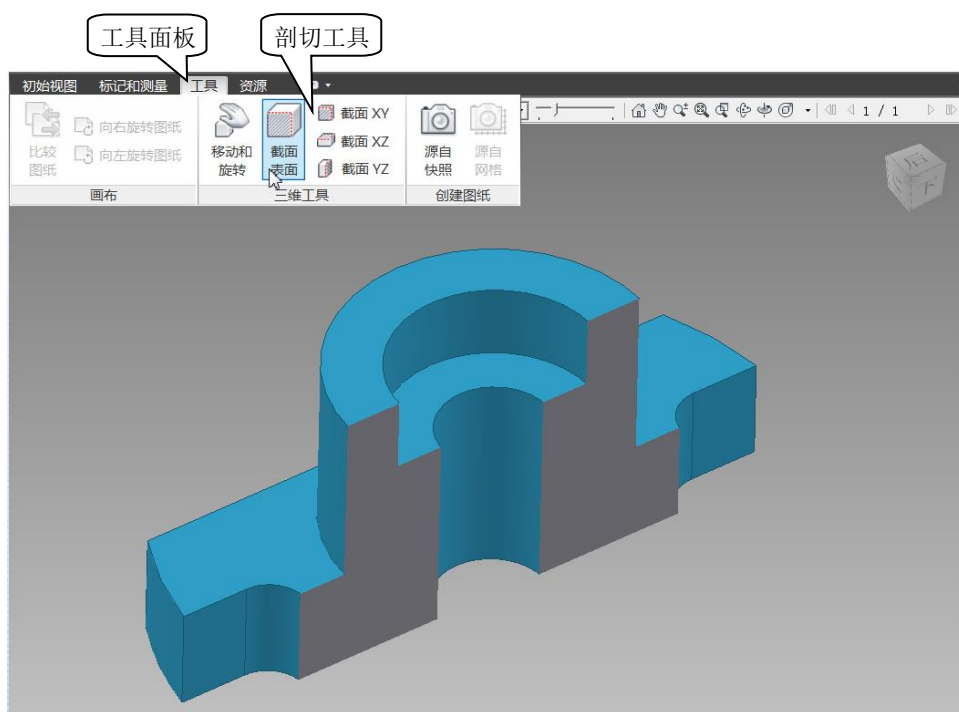 工具面板
剖切工具
初始视图 标记和测量 工具 资源
比较图纸
向右旋转图纸
向左旋转图纸
画布
移动和旋转
截面表面
截面 XY
截面 XZ
截面 YZ
三维工具
源自快照
源自网格
创建图纸
1 / 1